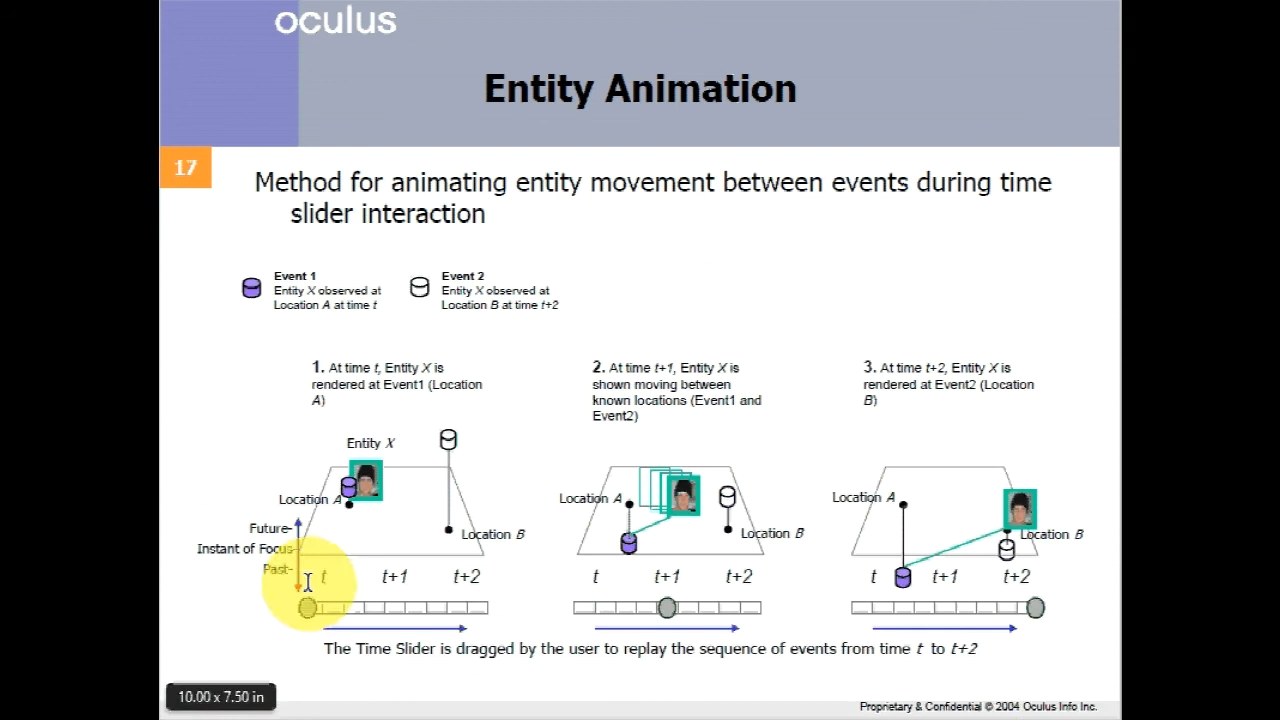 oculus
Entity Animation
17
Method for animating entity movement between events during time
slider interaction
Event 1
Entity X observed at
Location A at time t
Event 2
Entity X observed at
Location B at time t+2
1. At time t, Entity X is
rendered at Event1 (Location
A)
2. At time t+1, Entity X is
shown moving between
known locations (Event1 and
Event2)
3. At time t+2, Entity X is
rendered at Event2 (Location
B)
Entity X
Location A
Location B
Future
Instant of Focus
Past
t t+1 t+2
Location A
Location B
t t+1 t+2
Location A
Location B
t t+1 t+2
The Time Slider is dragged by the user to replay the sequence of events from time t to t+2
10.00 x 7.50 in
Proprietary & Confidential © 2004 Oculus Info Inc.